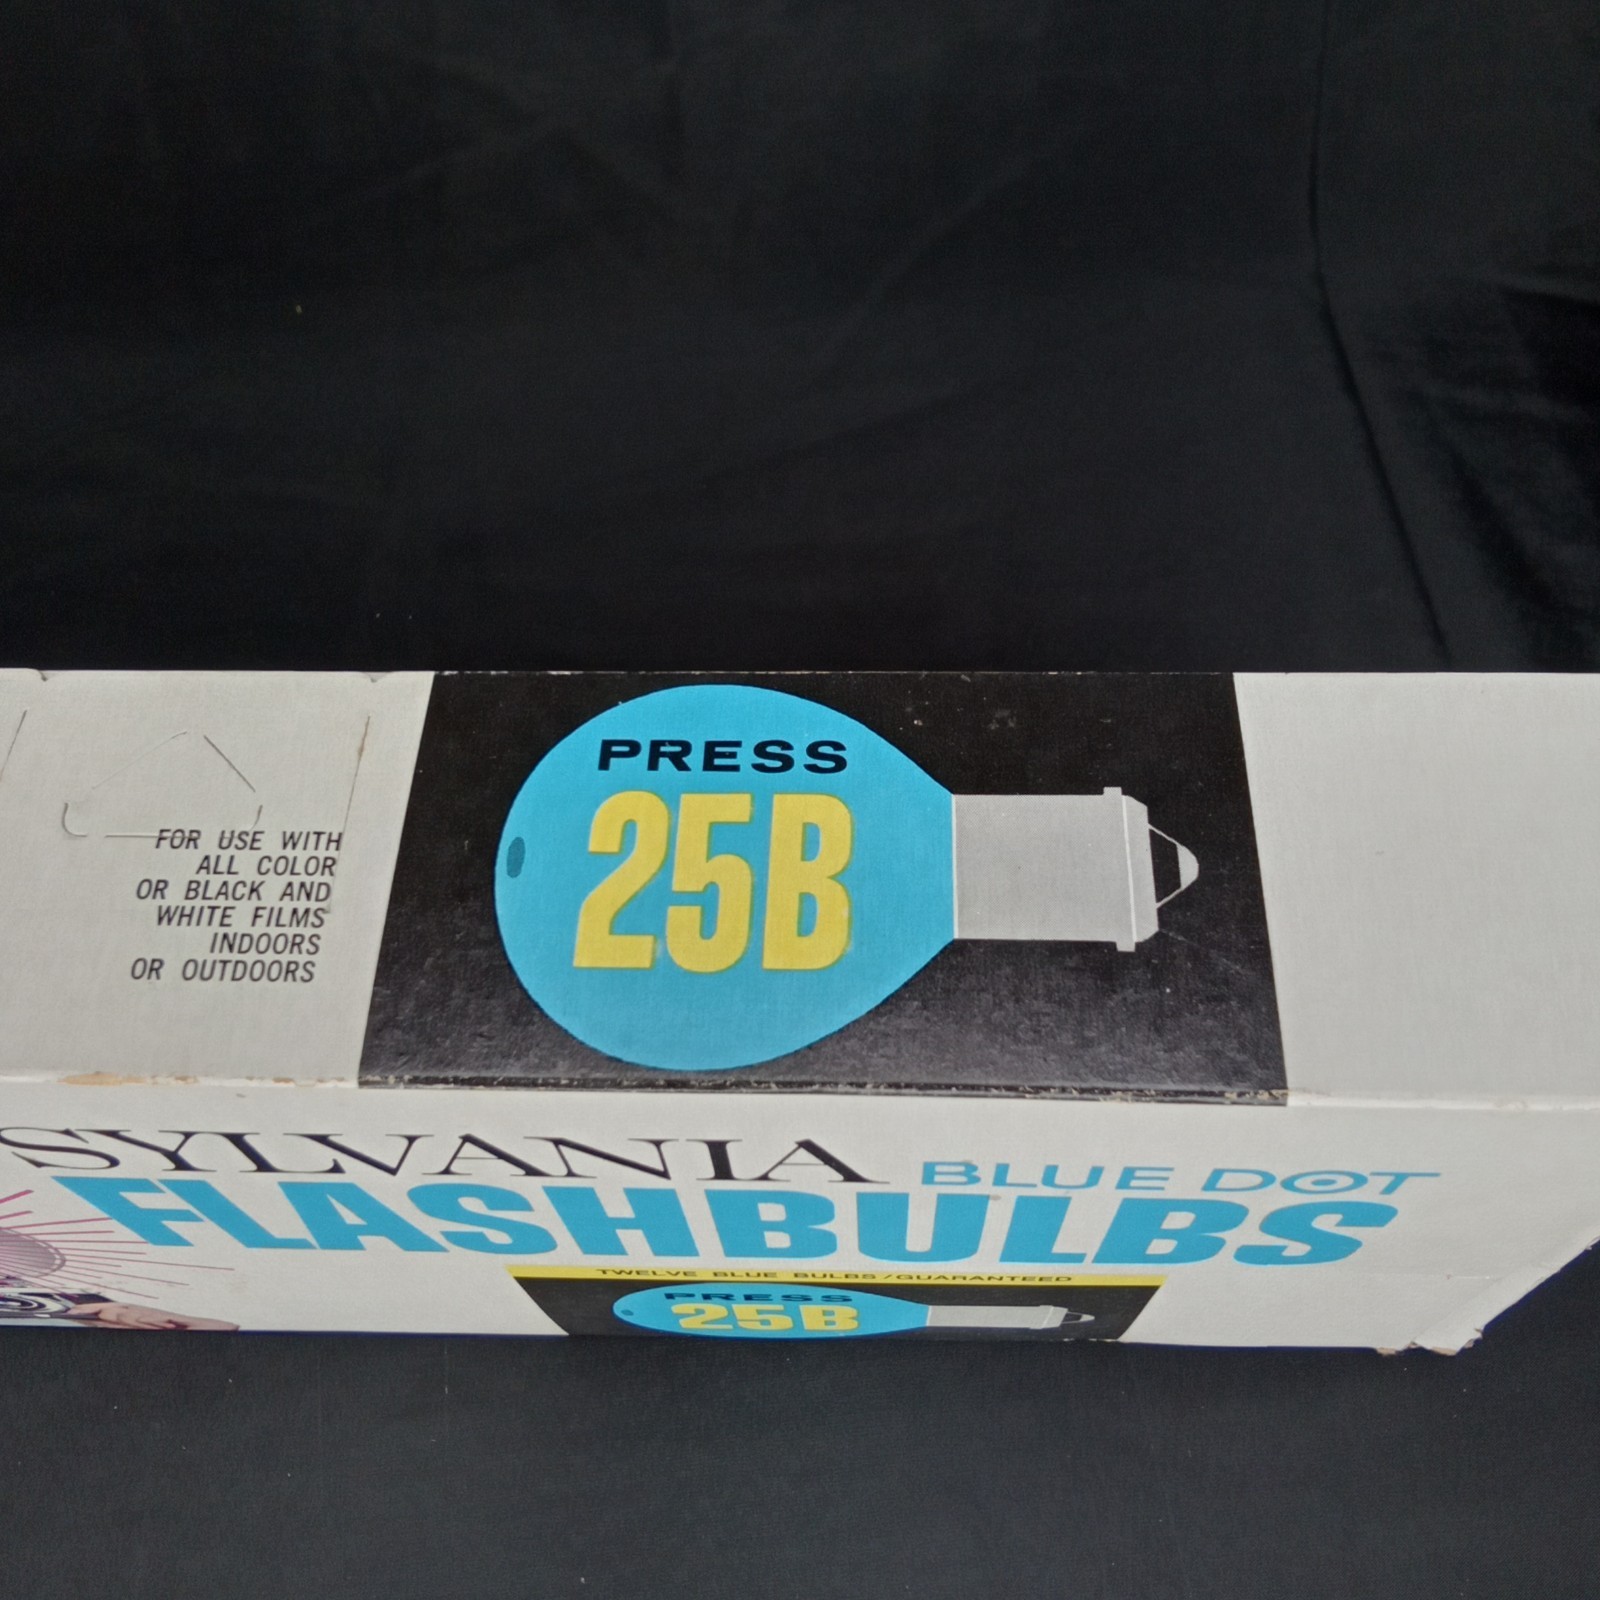 PRESS
25B
FOR USE WITH
ALL COLOR
OR BLACK AND
WHITE FILMS
INDOORS
OR OUTDOORS
SYLVANIA BLUE DOT
FLASHBULBS
TWELVE BLUE BULBS/GUARANTEED
PRESS
25B